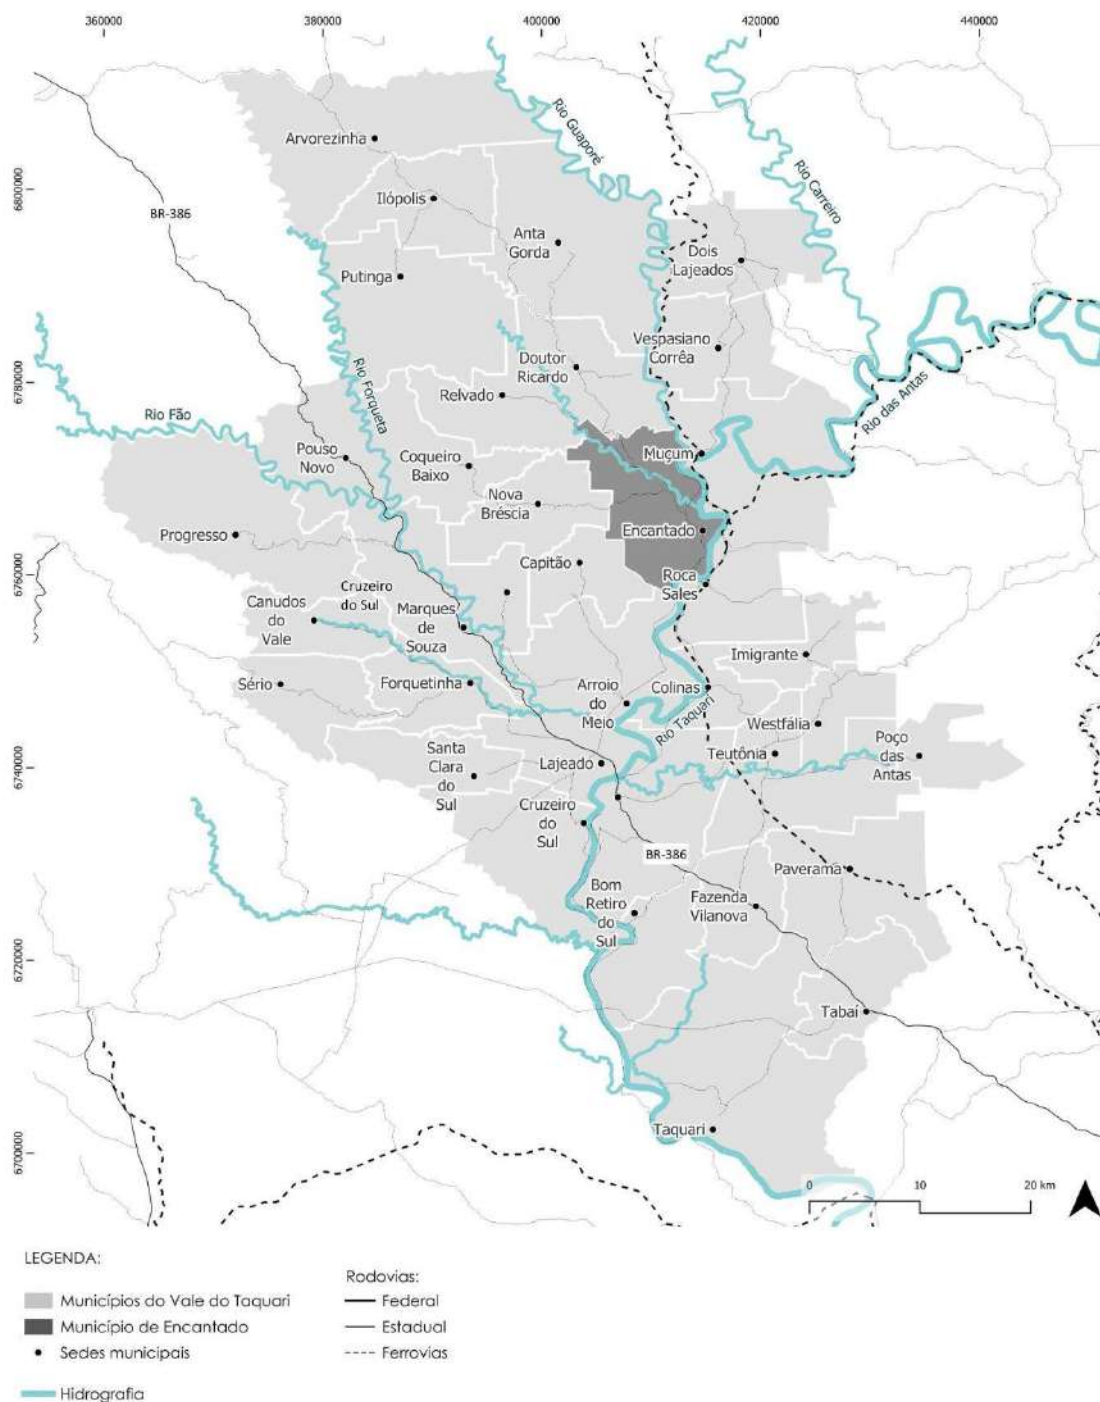 360000
380000
400000
420000
440000
6800000
6780000
6760000
6740000
6720000
6700000
Rio Guaporé
Rio Carreiro
Arvorezinha
Ilópolis
BR-386
Anta
Gorda
Dois
Lajeados
Putinga
Vespasiano
Corrêa
Doutor
Ricardo
Rio Forqueta
Relvado
Rio das Antas
Rio Fão
Pouso
Novo
Coqueiro
Baixo
Muçum
Nova
Bréscia
Progresso
Encantado
Capitão
Roca
Sales
Cruzeiro
do Sul
Canudos
do
Vale
Marques
de
Souza
Imigrante
Sério
Forquetinha
Arroio
do
Meio
Colinas
Rio Taquari
Westfália
Poço
das
Antas
Teutônia
Santa
Clara
do
Sul
Lajeado
Cruzeiro
do
Sul
BR-386
Paverama
Bom
Retiro
do
Sul
Fazenda
Vilanova
Tabaí
Taquari
0 10 20 km
LEGENDA:
Municípios do Vale do Taquari
Município de Encantado
Sedes municipais
Hidrografia
Rodovias:
Federal
Estadual
Ferrovias